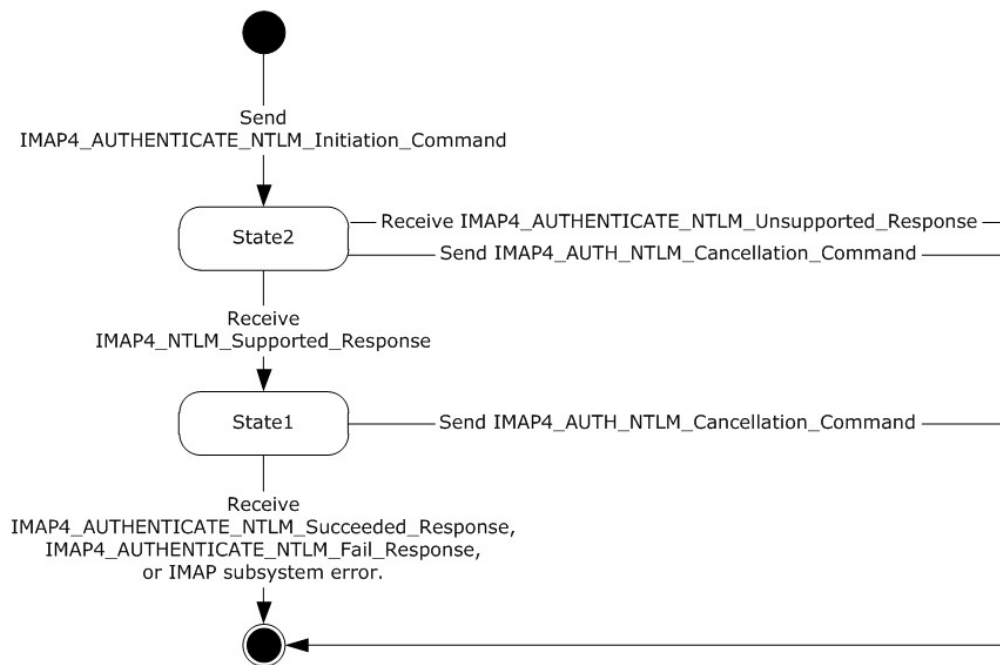 Send
IMAP4_AUTHENTICATE_NTLM_Initiation_Command
State2
Receive IMAP4_AUTHENTICATE_NTLM_Unsupported_Response
Send IMAP4_AUTH_NTLM_Cancellation_Command
Receive
IMAP4_NTLM_Supported_Response
State1
Send IMAP4_AUTH_NTLM_Cancellation_Command
Receive
IMAP4_AUTHENTICATE_NTLM_Succeeded_Response,
IMAP4_AUTHENTICATE_NTLM_Fail_Response,
or IMAP subsystem error.